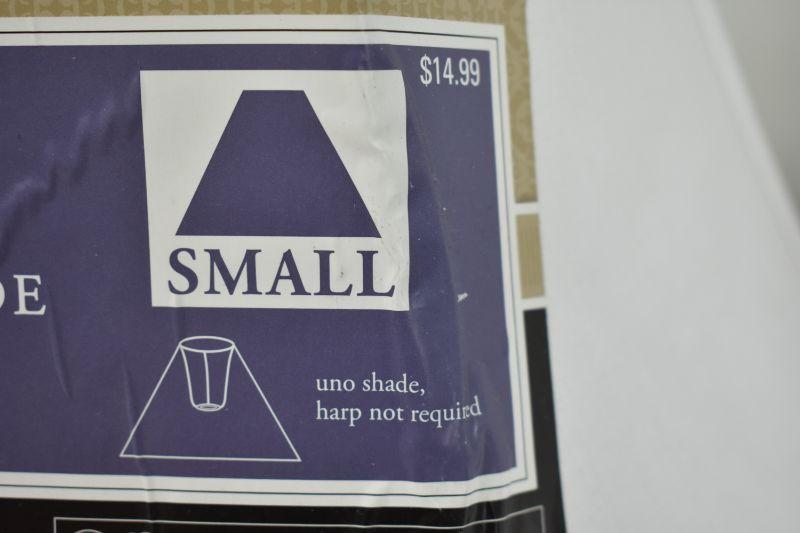 $14.99
SMALL
DE
uno shade,
harp not required